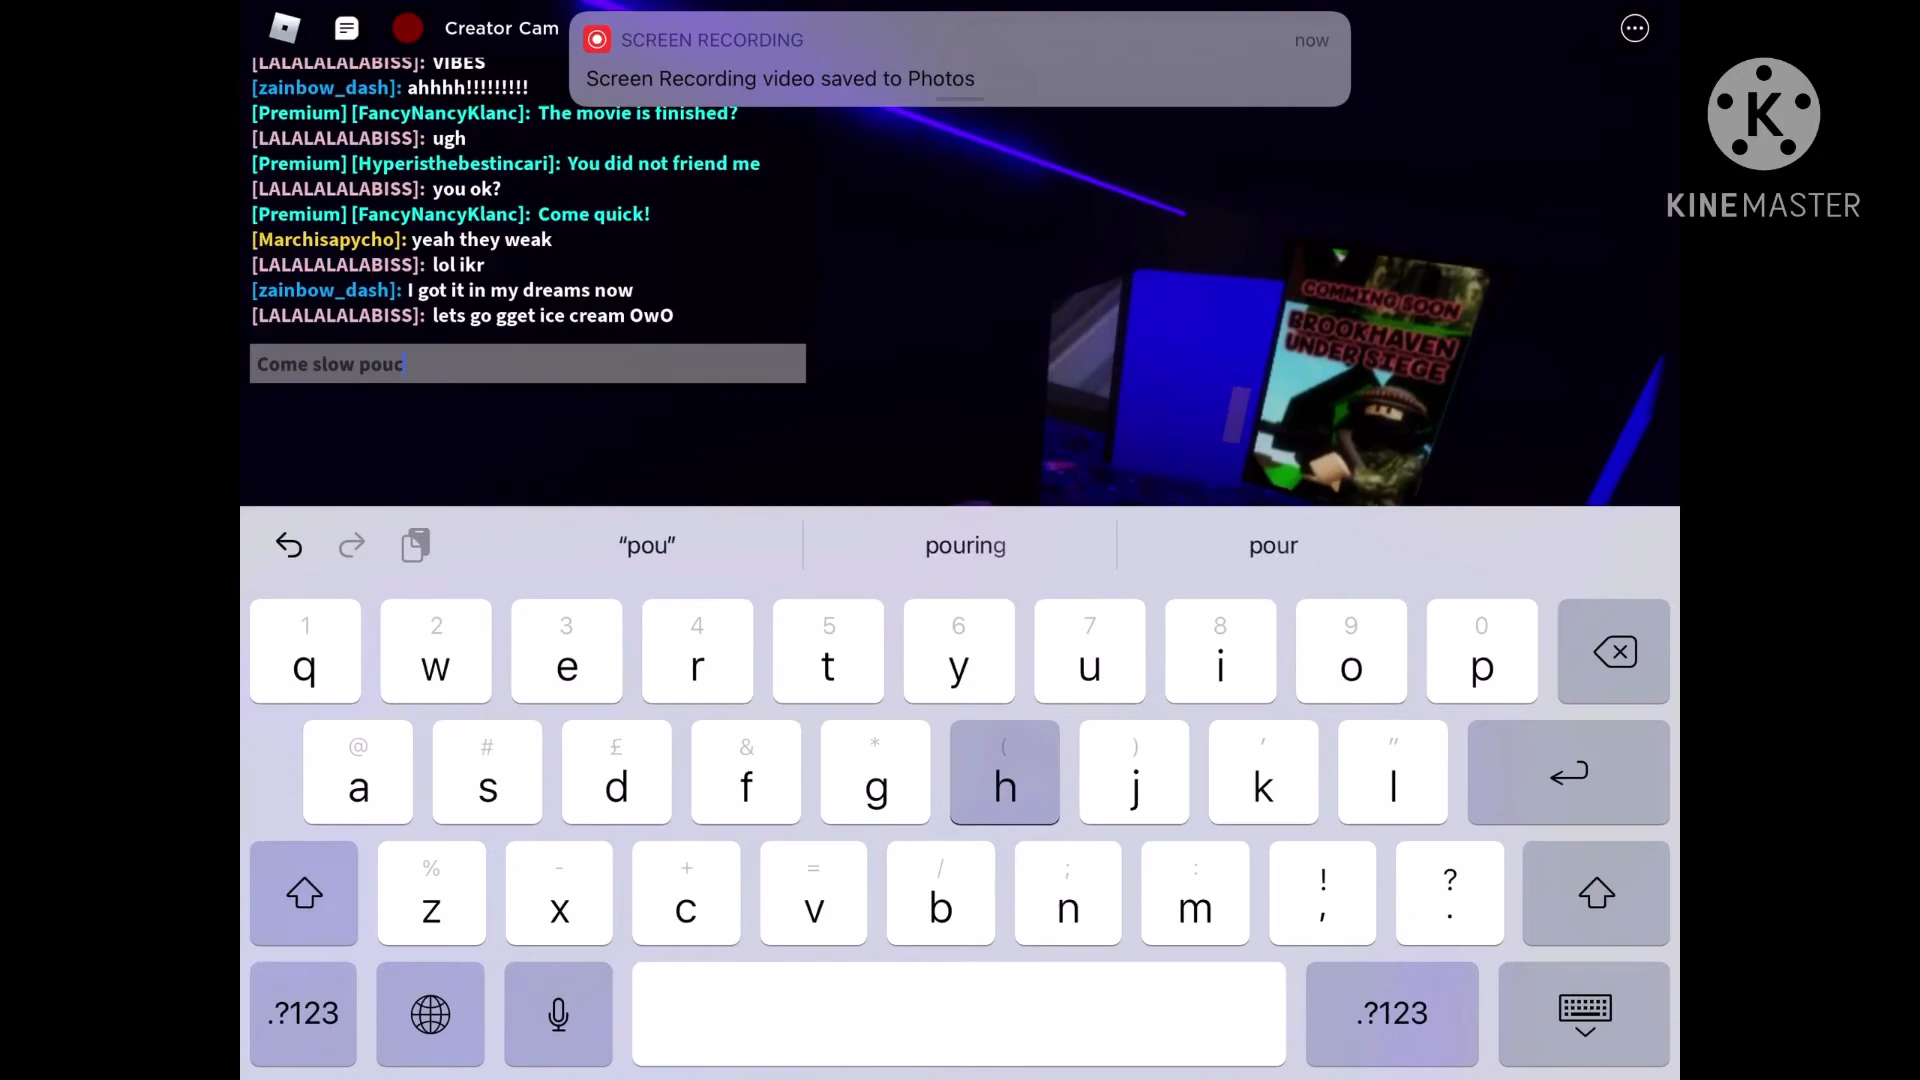 Creator Cam
SCREEN RECORDING
now
Screen Recording video saved to Photos
[LALALALALABISS]: VIBES
[zainbow_dash]: ahhhh!!!!!!!!!
[Premium] [FancyNancyKlanc]: The movie is finished?
[LALALALALABISS]: ugh
[Premium] [Hyperisthebestincari]: You did not friend me
[LALALALALABISS]: you ok?
[Premium] [FancyNancyKlanc]: Come quick!
[Marchisapycho]: yeah they weak
[LALALALALABISS]: lol ikr
[zainbow_dash]: I got it in my dreams now
[LALALALALABISS]: lets go gget ice cream OwO
Come slow pouc
K
KINEMASTER
COMMING SOON
BROOKHAVEN
UNDER SIEGE
“pou” pouring pour
1 2 3 4 5 6 7 8 9 0
q w e r t y u i o p
@ # £ & * ( ) ' "
a s d f g h j k l
% - + = / ; : ! ?
z x c v b n m , .
.?123 .?123